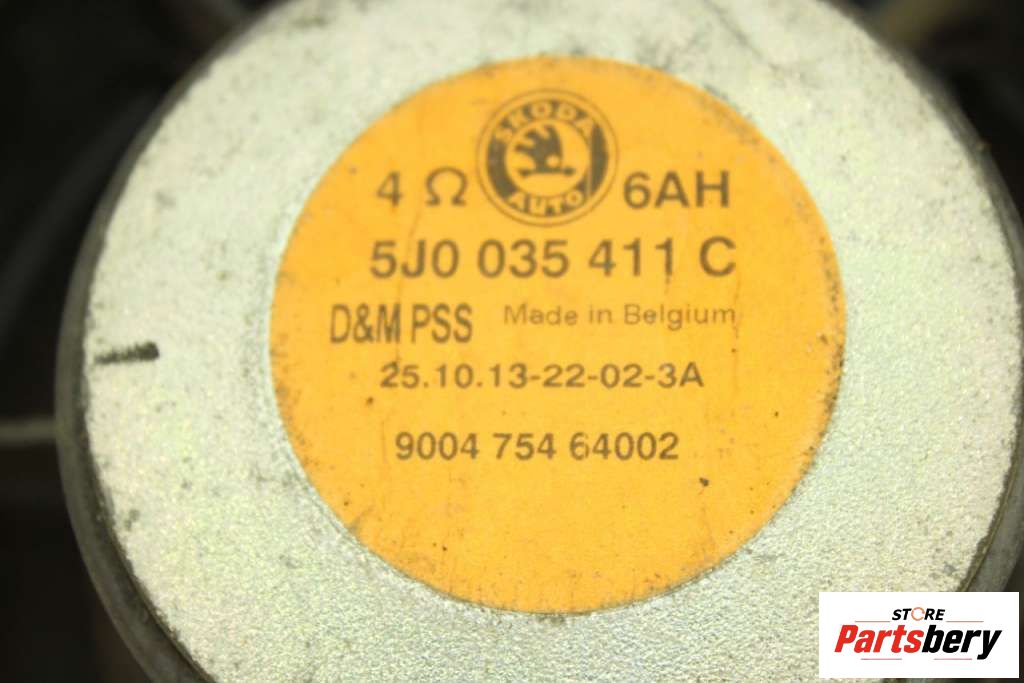 SKODA
AUTO
4 Ω 6AH
5J0 035 411 C
D&M PSS Made in Belgium
25.10.13-22-02-3A
9004 754 64002
STORE
Partsbery